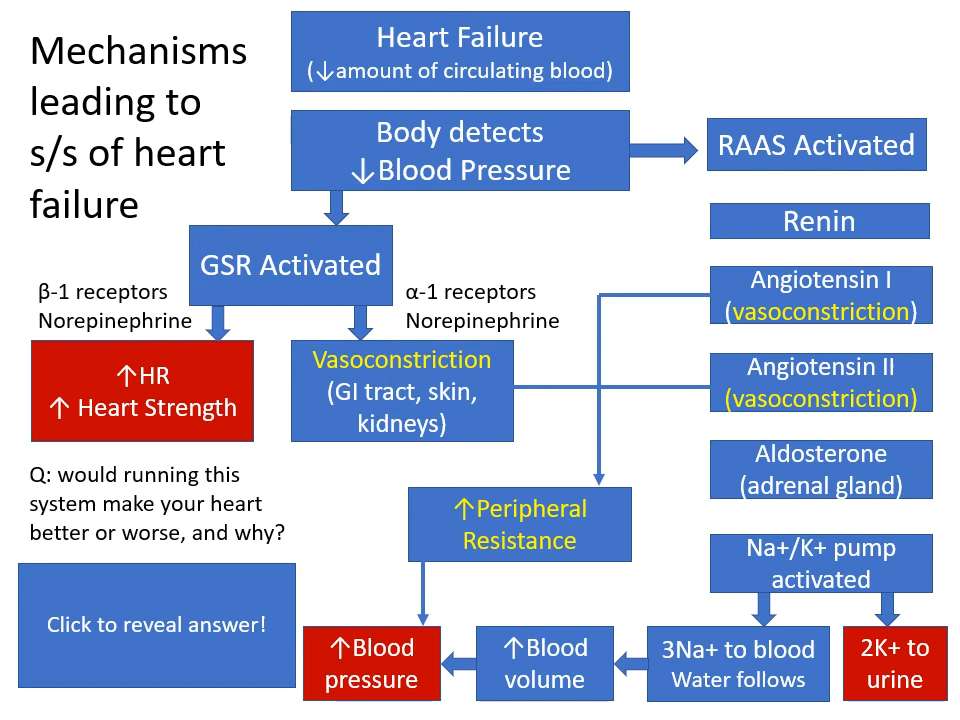 Mechanisms
leading to
s/s of heart
failure
Heart Failure
(↓amount of circulating blood)
Body detects
↓Blood Pressure
RAAS Activated
Renin
GSR Activated
β-1 receptors
Norepinephrine
α-1 receptors
Norepinephrine
Angiotensin I
(vasoconstriction)
↑HR
↑ Heart Strength
Vasoconstriction
(GI tract, skin,
kidneys)
Angiotensin II
(vasoconstriction)
Aldosterone
(adrenal gland)
Q: would running this
system make your heart
better or worse, and why?
↑Peripheral
Resistance
Na+/K+ pump
activated
Click to reveal answer!
↑Blood
pressure
↑Blood
volume
3Na+ to blood
Water follows
2K+ to
urine